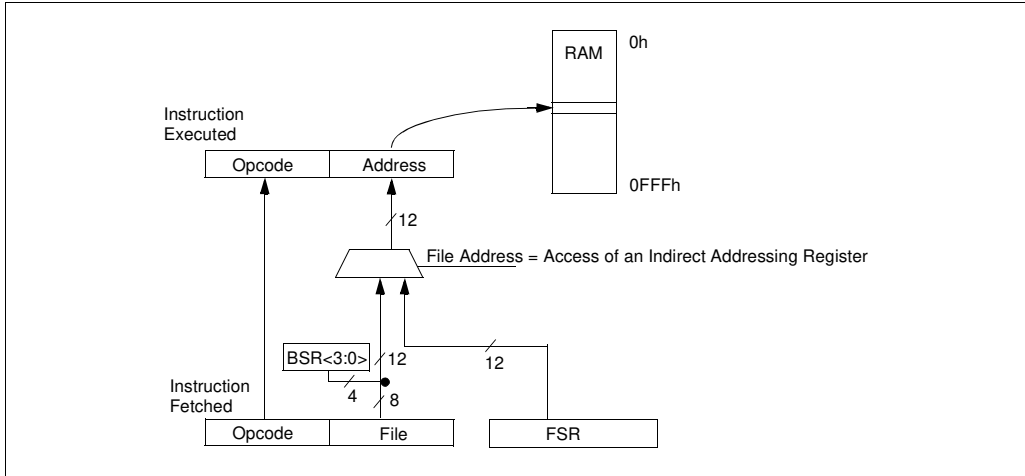 0h
RAM
Instruction
Executed
Opcode Address
0FFFh
12
File Address = Access of an Indirect Addressing Register
BSR<3:0>
12
12
4
8
Instruction
Fetched
Opcode File FSR